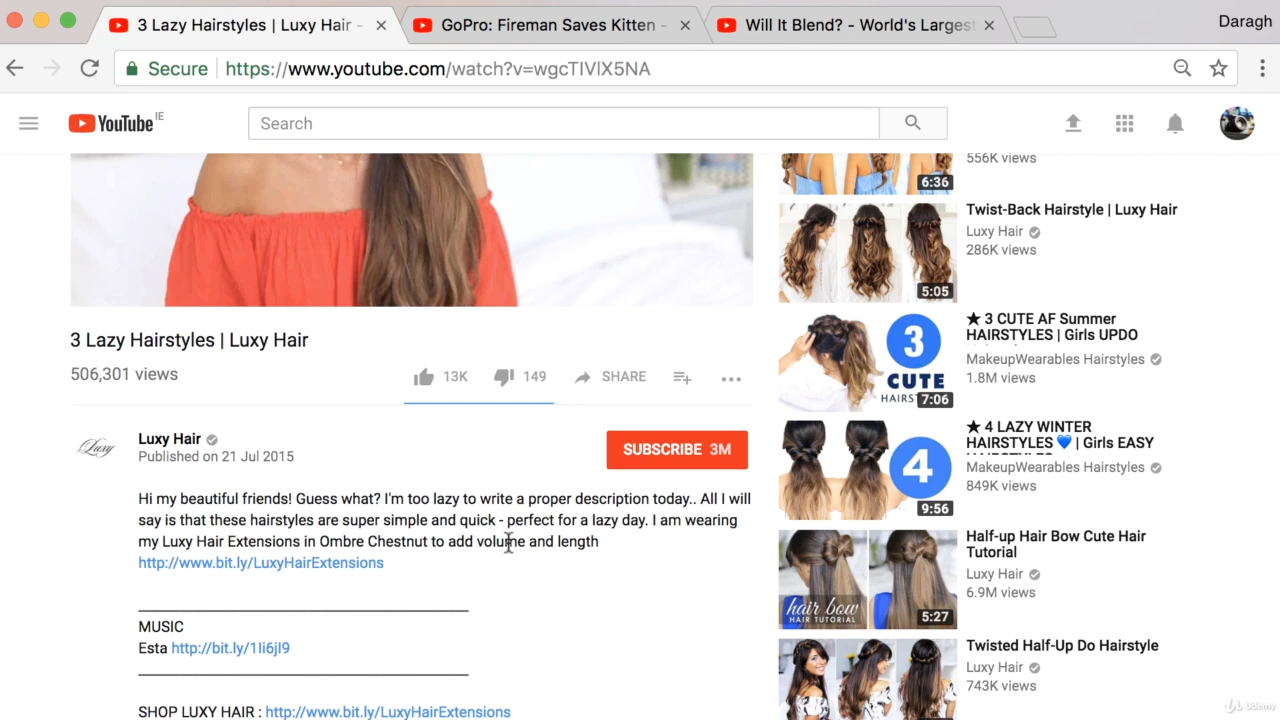 3 Lazy Hairstyles | Luxy Hair -
GoPro: Fireman Saves Kitten -
Will It Blend? - World's Largest
Daragh
Secure
https://www.youtube.com/watch?v=wgcTIVlX5NA
YouTube IE
Search
556K views
6:36
Twist-Back Hairstyle | Luxy Hair
Luxy Hair
286K views
5:05
★ 3 CUTE AF Summer
HAIRSTYLES | Girls UPDO
MakeupWearables Hairstyles
1.8M views
3
CUTE
HAIRS
7:06
★ 4 LAZY WINTER
HAIRSTYLES 💙 | Girls EASY
MakeupWearables Hairstyles
849K views
4
9:56
Half-up Hair Bow Cute Hair
Tutorial
Luxy Hair
6.9M views
hair bow
HAIR TUTORIAL
5:27
Twisted Half-Up Do Hairstyle
Luxy Hair
743K views
3 Lazy Hairstyles | Luxy Hair
506,301 views
13K
149
SHARE
Luxy
Luxy Hair
Published on 21 Jul 2015
SUBSCRIBE 3M
Hi my beautiful friends! Guess what? I'm too lazy to write a proper description today.. All I will
say is that these hairstyles are super simple and quick - perfect for a lazy day. I am wearing
my Luxy Hair Extensions in Ombre Chestnut to add volume and length
http://www.bit.ly/LuxyHairExtensions
MUSIC
Esta http://bit.ly/1Ii6jI9
SHOP LUXY HAIR : http://www.bit.ly/LuxyHairExtensions
Udemy